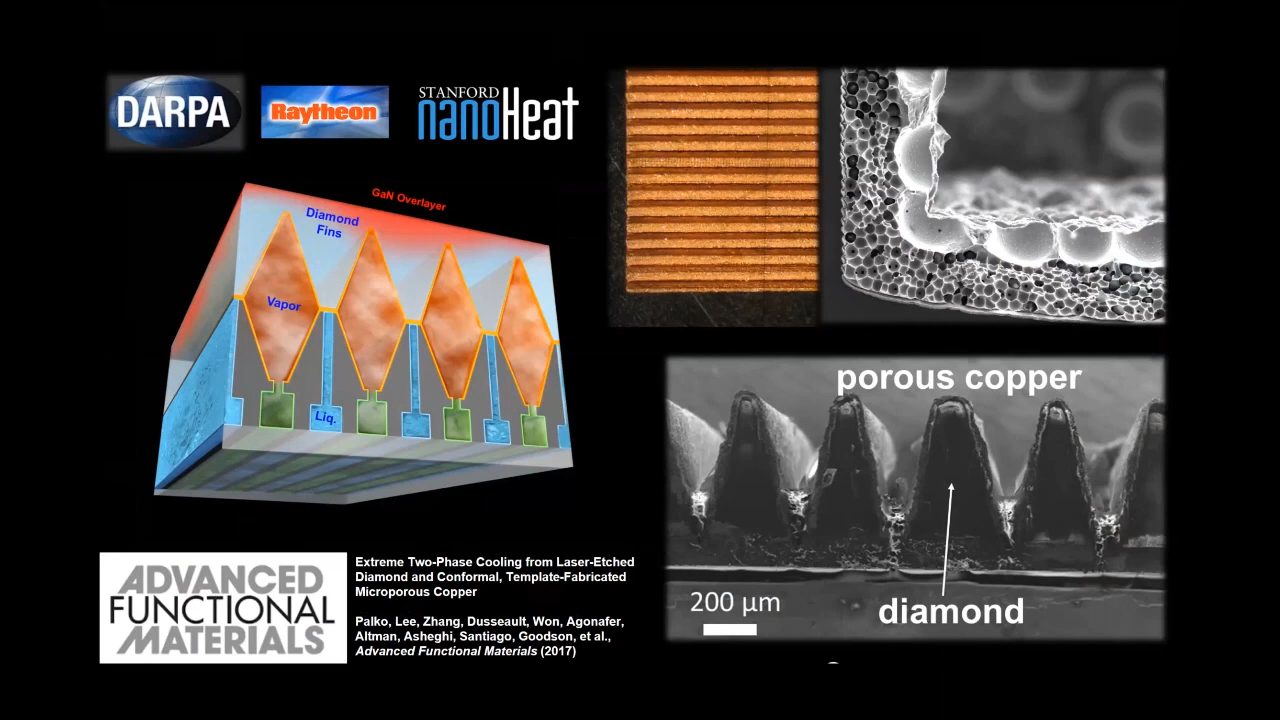 DARPA
Raytheon
STANFORD
nanoHeat
GaN Overlayer
Diamond
Fins
Vapor
Liq.
porous copper
200 µm
diamond
ADVANCED
FUNCTIONAL
MATERIALS
Extreme Two-Phase Cooling from Laser-Etched
Diamond and Conformal, Template-Fabricated
Microporous Copper
Palko, Lee, Zhang, Dusseault, Won, Agonafer,
Altman, Asheghi, Santiago, Goodson, et al.,
Advanced Functional Materials (2017)